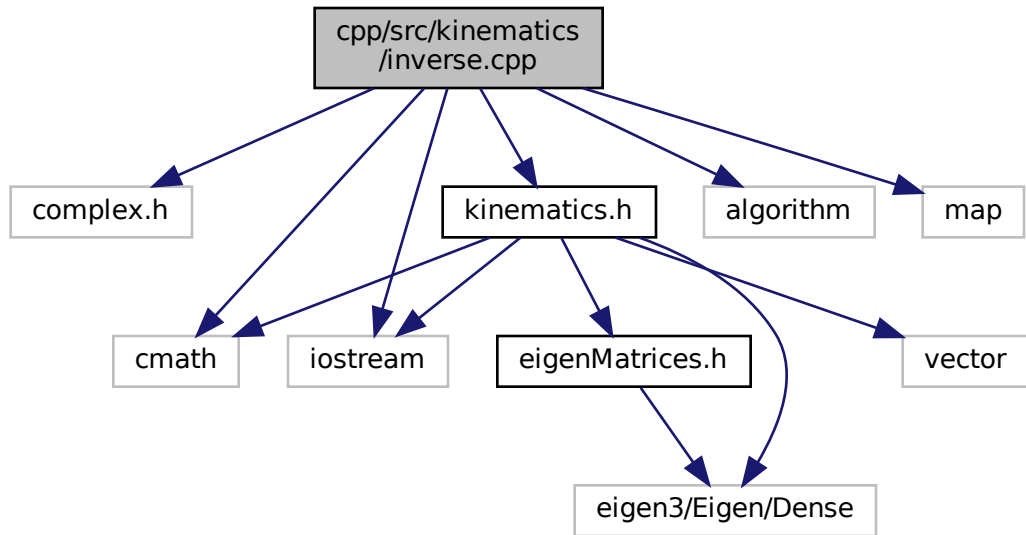 cpp/src/kinematics
/inverse.cpp
complex.h
kinematics.h
algorithm
map
cmath
iostream
eigenMatrices.h
vector
eigen3/Eigen/Dense